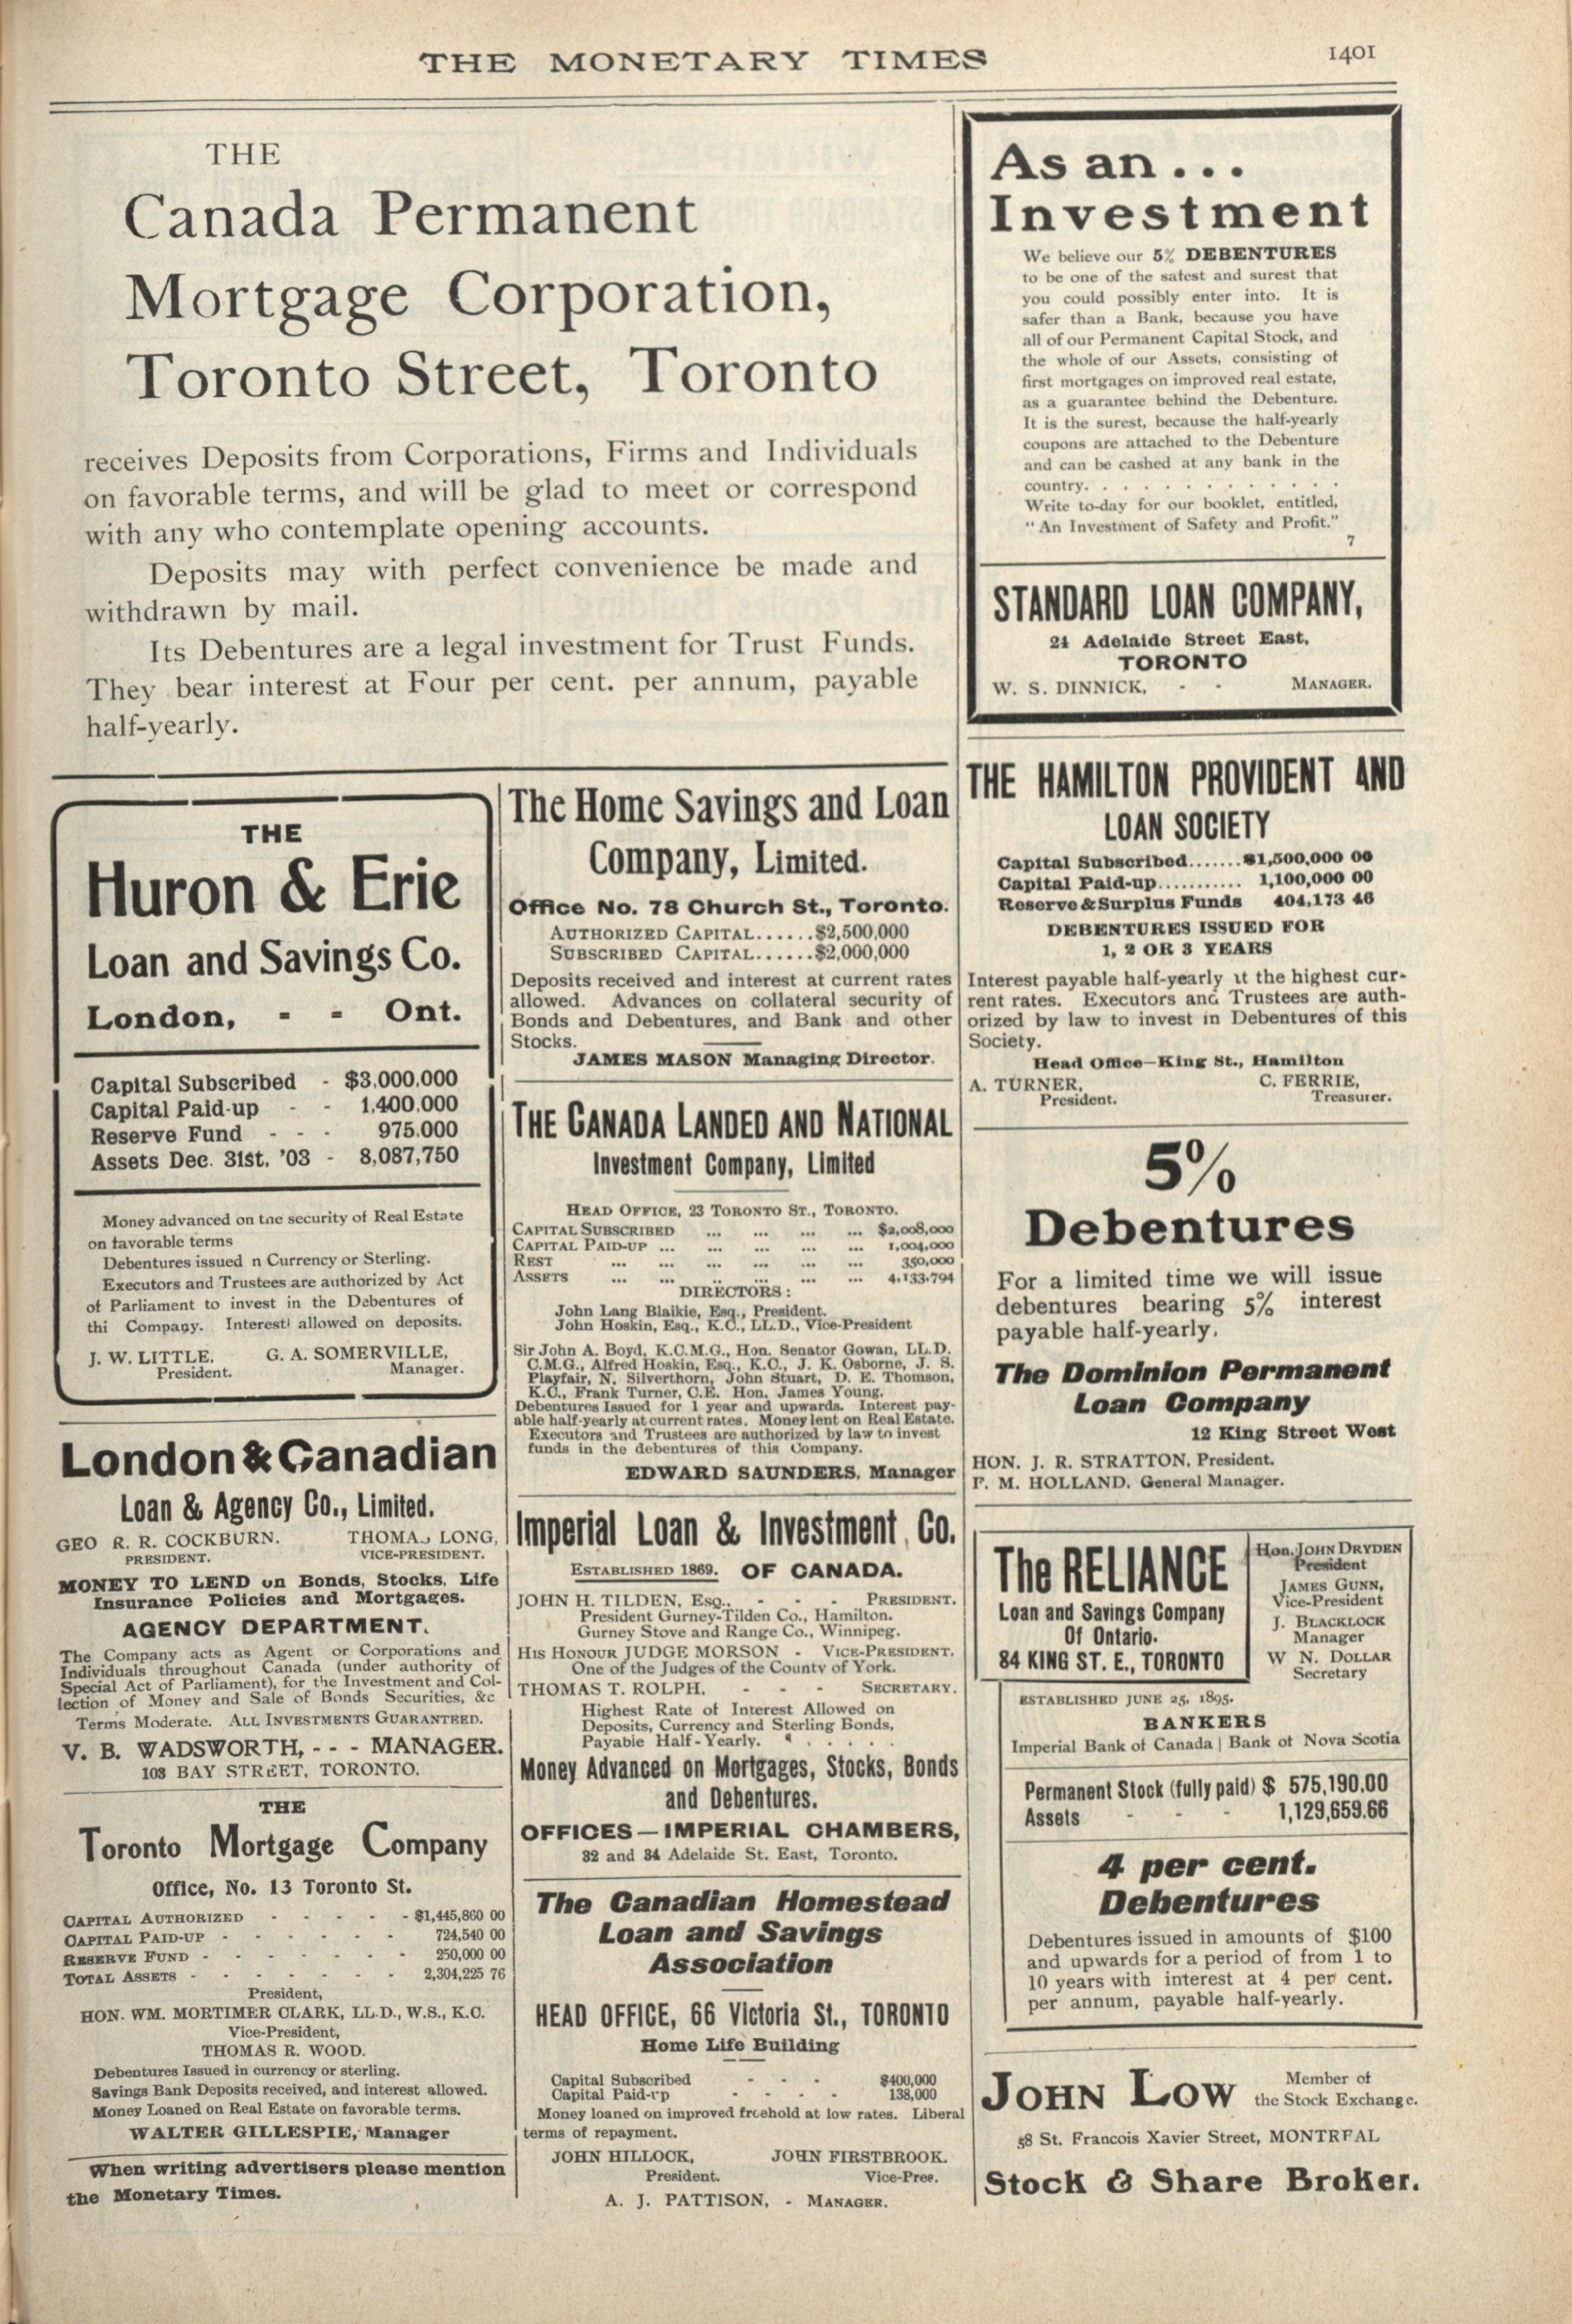 THE MONETARY TIMES
1401
THE
Canada Permanent
Mortgage Corporation,
Toronto Street, Toronto
receives Deposits from Corporations, Firms and Individuals
on favorable terms, and will be glad to meet or correspond
with any who contemplate opening accounts.
Deposits may with perfect convenience be made and
withdrawn by mail.
Its Debentures are a legal investment for Trust Funds.
They bear interest at Four per cent. per annum, payable
half-yearly.
As an...
Investment
We believe our 5% DEBENTURES
to be one of the safest and surest that
you could possibly enter into. It is
safer than a Bank, because you have
all of our Permanent Capital Stock, and
the whole of our Assets, consisting of
first mortgages on improved real estate,
as a guarantee behind the Debenture.
It is the surest, because the half-yearly
coupons are attached to the Debenture
and can be cashed at any bank in the
country. . . . . . . . . . . . .
Write to-day for our booklet, entitled,
"An Investment of Safety and Profit."
7
STANDARD LOAN COMPANY,
24 Adelaide Street East,
TORONTO
W. S. DINNICK, - - MANAGER.
THE
Huron & Erie
Loan and Savings Co.
London, - - Ont.
Capital Subscribed - $3,000,000
Capital Paid-up - - 1,400,000
Reserve Fund - - - 975,000
Assets Dec. 31st, '03 - 8,087,750
Money advanced on the security of Real Estate
on favorable terms
Debentures issued n Currency or Sterling.
Executors and Trustees are authorized by Act
of Parliament to invest in the Debentures of
thi Company. Interest allowed on deposits.
J. W. LITTLE, G. A. SOMERVILLE,
President. Manager.
London & Canadian
Loan & Agency Co., Limited.
GEO R. R. COCKBURN, THOMAS LONG,
PRESIDENT. VICE-PRESIDENT.
MONEY TO LEND on Bonds, Stocks, Life
Insurance Policies and Mortgages.
AGENCY DEPARTMENT.
The Company acts as Agent or Corporations and
Individuals throughout Canada (under authority of
Special Act of Parliament), for the Investment and Col-
lection of Money and Sale of Bonds Securities, &c
Terms Moderate. ALL INVESTMENTS GUARANTEED.
V. B. WADSWORTH, - - - MANAGER.
103 BAY STREET, TORONTO.
THE
Toronto Mortgage Company
Office, No. 13 Toronto St.
CAPITAL AUTHORIZED - - - - - $1,445,860 00
CAPITAL PAID-UP - - - - - - 724,540 00
RESERVE FUND - - - - - - - 250,000 00
TOTAL ASSETS - - - - - - - 2,304,225 76
President,
HON. WM. MORTIMER CLARK, LL.D., W.S., K.C.
Vice-President,
THOMAS R. WOOD.
Debentures Issued in currency or sterling.
Savings Bank Deposits received, and interest allowed.
Money Loaned on Real Estate on favorable terms.
WALTER GILLESPIE, Manager
When writing advertisers please mention
the Monetary Times.
The Home Savings and Loan
Company, Limited.
Office No. 78 Church St., Toronto.
AUTHORIZED CAPITAL......$2,500,000
SUBSCRIBED CAPITAL......$2,000,000
Deposits received and interest at current rates
allowed. Advances on collateral security of
Bonds and Debentures, and Bank and other
Stocks.
JAMES MASON Managing Director.
THE CANADA LANDED AND NATIONAL
Investment Company, Limited
HEAD OFFICE, 23 TORONTO ST., TORONTO.
CAPITAL SUBSCRIBED ... ... ... ... $2,008,000
CAPITAL PAID-UP ... ... ... ... ... 1,004,000
REST ... ... ... ... ... ... 350,000
ASSETS ... ... ... ... ... ... 4,133,794
DIRECTORS:
John Lang Blaikie, Esq., President.
John Hoskin, Esq., K.C., LL.D., Vice-President
Sir John A. Boyd, K.C.M.G., Hon. Senator Gowan, LL.D.
C.M.G., Alfred Hoskin, Esq., K.C., J. K. Osborne, J. S.
Playfair, N. Silverthorn, John Stuart, D. E. Thomson,
K.C., Frank Turner, C.E. Hon. James Young.
Debentures Issued for 1 year and upwards. Interest pay-
able half-yearly at current rates. Money lent on Real Estate.
Executors and Trustees are authorized by law to invest
funds in the debentures of this Company.
EDWARD SAUNDERS, Manager
Imperial Loan & Investment Co.
ESTABLISHED 1869. OF CANADA.
JOHN H. TILDEN, Esq., - - - PRESIDENT.
President Gurney-Tilden Co., Hamilton.
Gurney Stove and Range Co., Winnipeg.
HIS HONOUR JUDGE MORSON - VICE-PRESIDENT.
One of the Judges of the County of York.
THOMAS T. ROLPH, - - - SECRETARY.
Highest Rate of Interest Allowed on
Deposits, Currency and Sterling Bonds,
Payable Half-Yearly. . . . . . .
Money Advanced on Mortgages, Stocks, Bonds
and Debentures.
OFFICES—IMPERIAL CHAMBERS,
32 and 34 Adelaide St. East, Toronto.
The Canadian Homestead
Loan and Savings
Association
HEAD OFFICE, 66 Victoria St., TORONTO
Home Life Building
Capital Subscribed - - - $400,000
Capital Paid-up - - - - 138,000
Money loaned on improved freehold at low rates. Liberal
terms of repayment.
JOHN HILLOCK, JOHN FIRSTBROOK.
President. Vice-Pres.
A. J. PATTISON, - MANAGER.
THE HAMILTON PROVIDENT AND
LOAN SOCIETY
Capital Subscribed.......$1,500,000 00
Capital Paid-up........... 1,100,000 00
Reserve & Surplus Funds 404,173 46
DEBENTURES ISSUED FOR
1, 2 OR 3 YEARS
Interest payable half-yearly at the highest cur-
rent rates. Executors and Trustees are auth-
orized by law to invest in Debentures of this
Society.
Head Office—King St., Hamilton
A. TURNER, C. FERRIE,
President. Treasurer.
5%
Debentures
For a limited time we will issue
debentures bearing 5% interest
payable half-yearly.
The Dominion Permanent
Loan Company
12 King Street West
HON. J. R. STRATTON, President.
F. M. HOLLAND, General Manager.
The RELIANCE
Loan and Savings Company
Of Ontario.
84 KING ST. E., TORONTO
Hon. JOHN DRYDEN
President
JAMES GUNN,
Vice-President
J. BLACKLOCK
Manager
W N. DOLLAR
Secretary
ESTABLISHED JUNE 25, 1895.
BANKERS
Imperial Bank of Canada | Bank of Nova Scotia
Permanent Stock (fully paid) $ 575,190.00
Assets - - - 1,129,659.66
4 per cent.
Debentures
Debentures issued in amounts of $100
and upwards for a period of from 1 to
10 years with interest at 4 per cent.
per annum, payable half-yearly.
JOHN LOW Member of
the Stock Exchange.
58 St. Francois Xavier Street, MONTREAL
Stock & Share Broker.